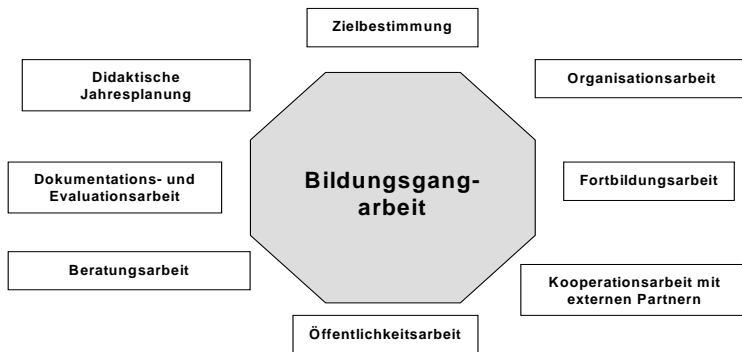 Zielbestimmung
Didaktische
Jahresplanung
Organisationsarbeit
Dokumentations- und
Evaluationsarbeit
Bildungsgang-
arbeit
Fortbildungsarbeit
Beratungsarbeit
Kooperationsarbeit mit
externen Partnern
Öffentlichkeitsarbeit